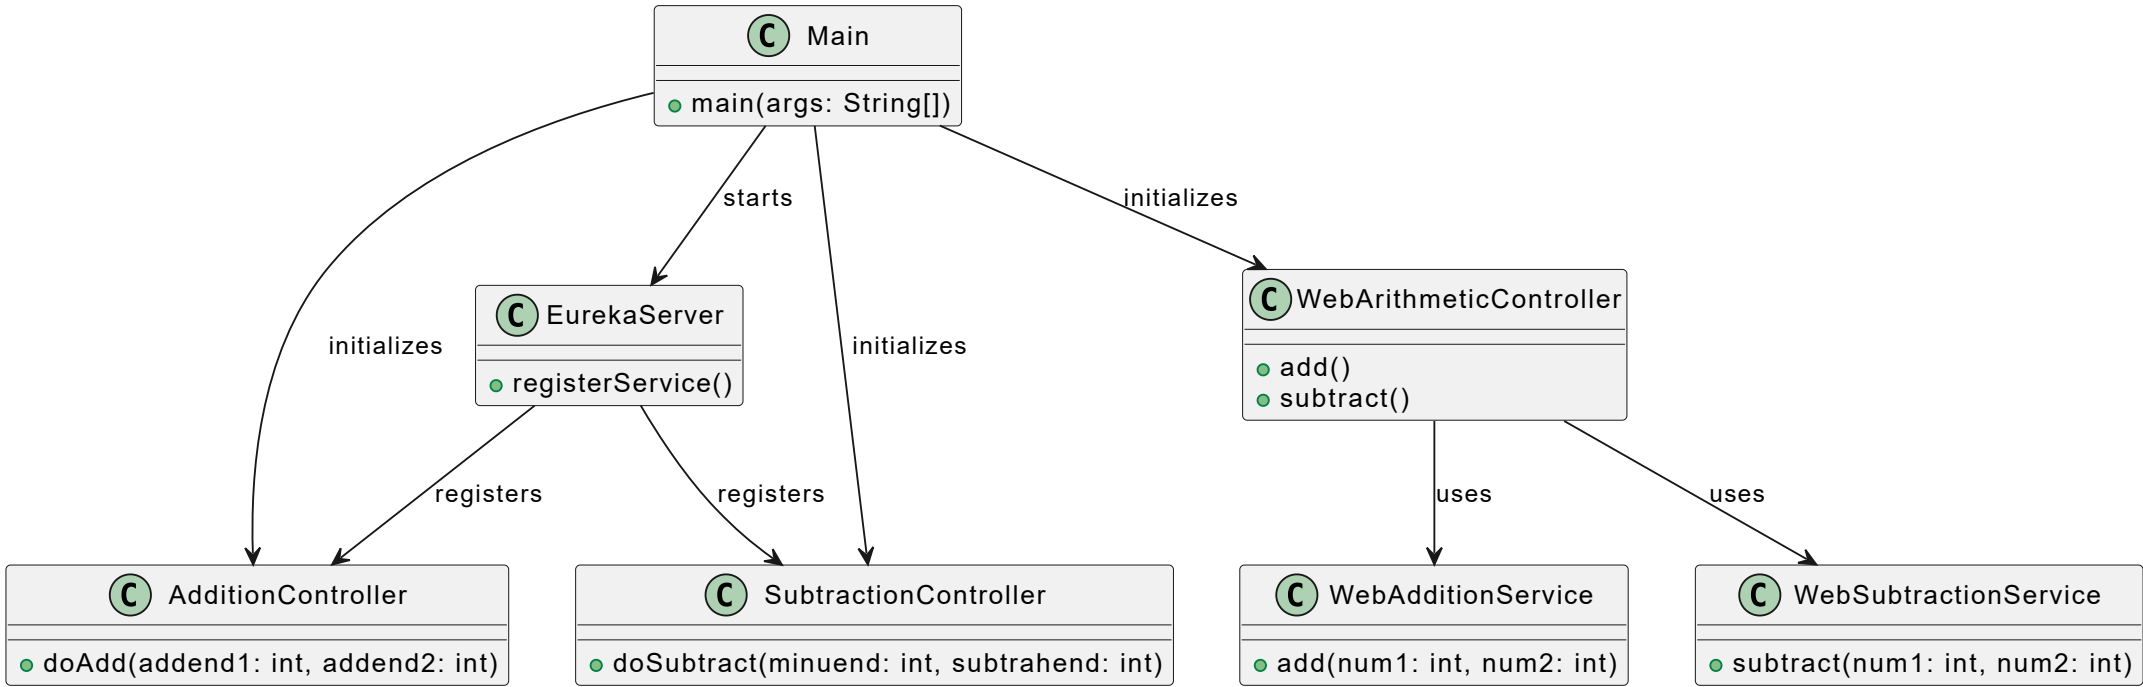 C Main
main(args: String[])
starts
initializes
C EurekaServer
registerService()
C WebArithmeticController
add()
subtract()
initializes
initializes
registers
registers
uses
uses
C AdditionController
doAdd(addend1: int, addend2: int)
C SubtractionController
doSubtract(minuend: int, subtrahend: int)
C WebAdditionService
add(num1: int, num2: int)
C WebSubtractionService
subtract(num1: int, num2: int)